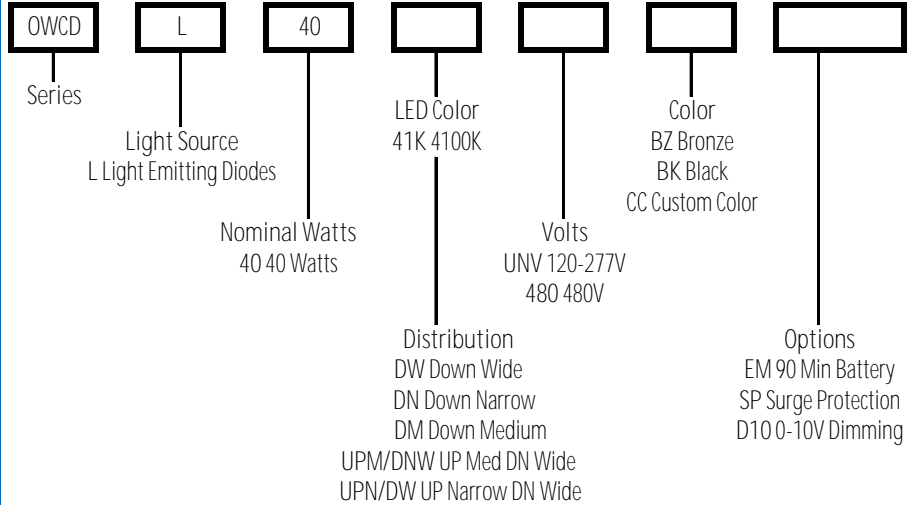 OWCD L 40
Series
Light Source
L Light Emitting Diodes
Nominal Watts
40 40 Watts
LED Color
41K 4100K
Distribution
DW Down Wide
DN Down Narrow
DM Down Medium
UPM/DNW UP Med DN Wide
UPN/DW UP Narrow DN Wide
Volts
UNV 120-277V
480 480V
Color
BZ Bronze
BK Black
CC Custom Color
Options
EM 90 Min Battery
SP Surge Protection
D10 0-10V Dimming